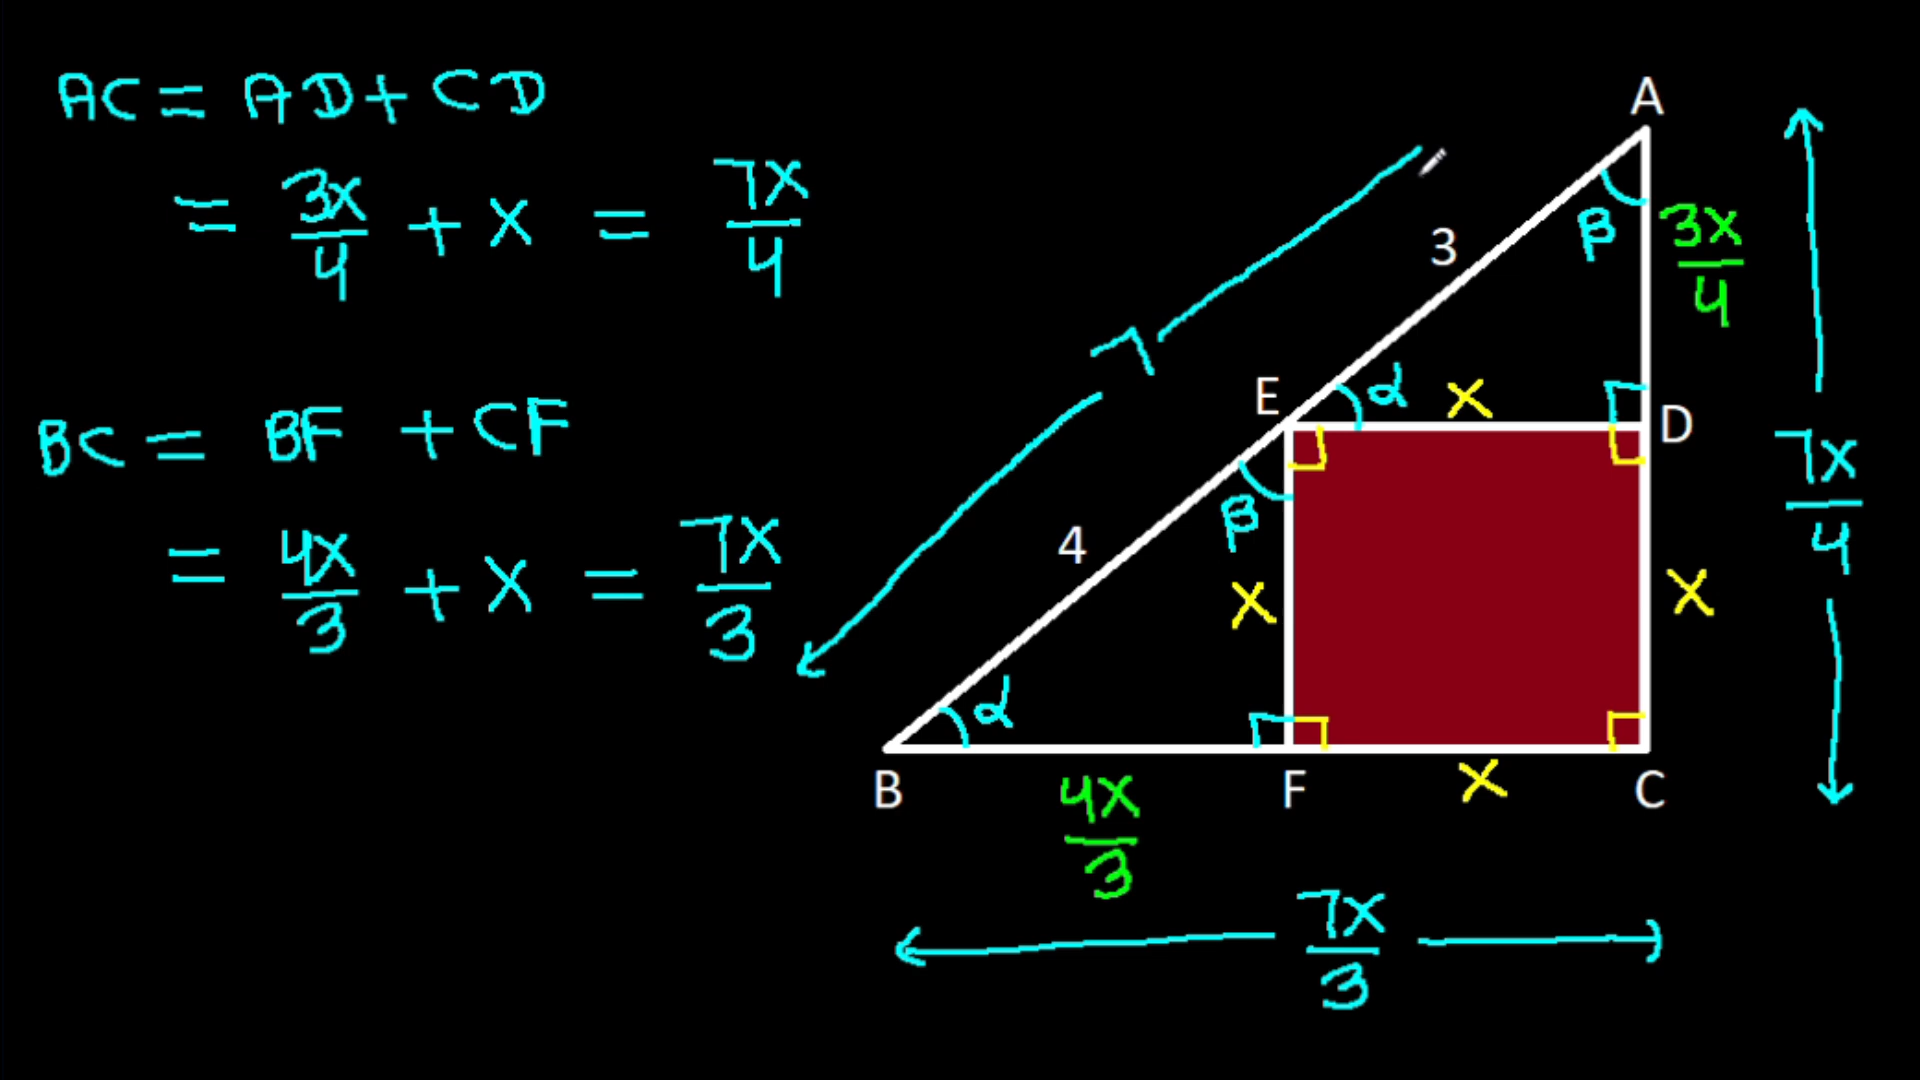 AC = AD + CD
= 3x/4 + x = 7x/4
BC = BF + CF
= 4x/3 + x = 7x/3
A
β
3x/4
3
7
E
α
x
D
7x/4
β
4
x
x
α
B
F
x
C
4x/3
7x/3